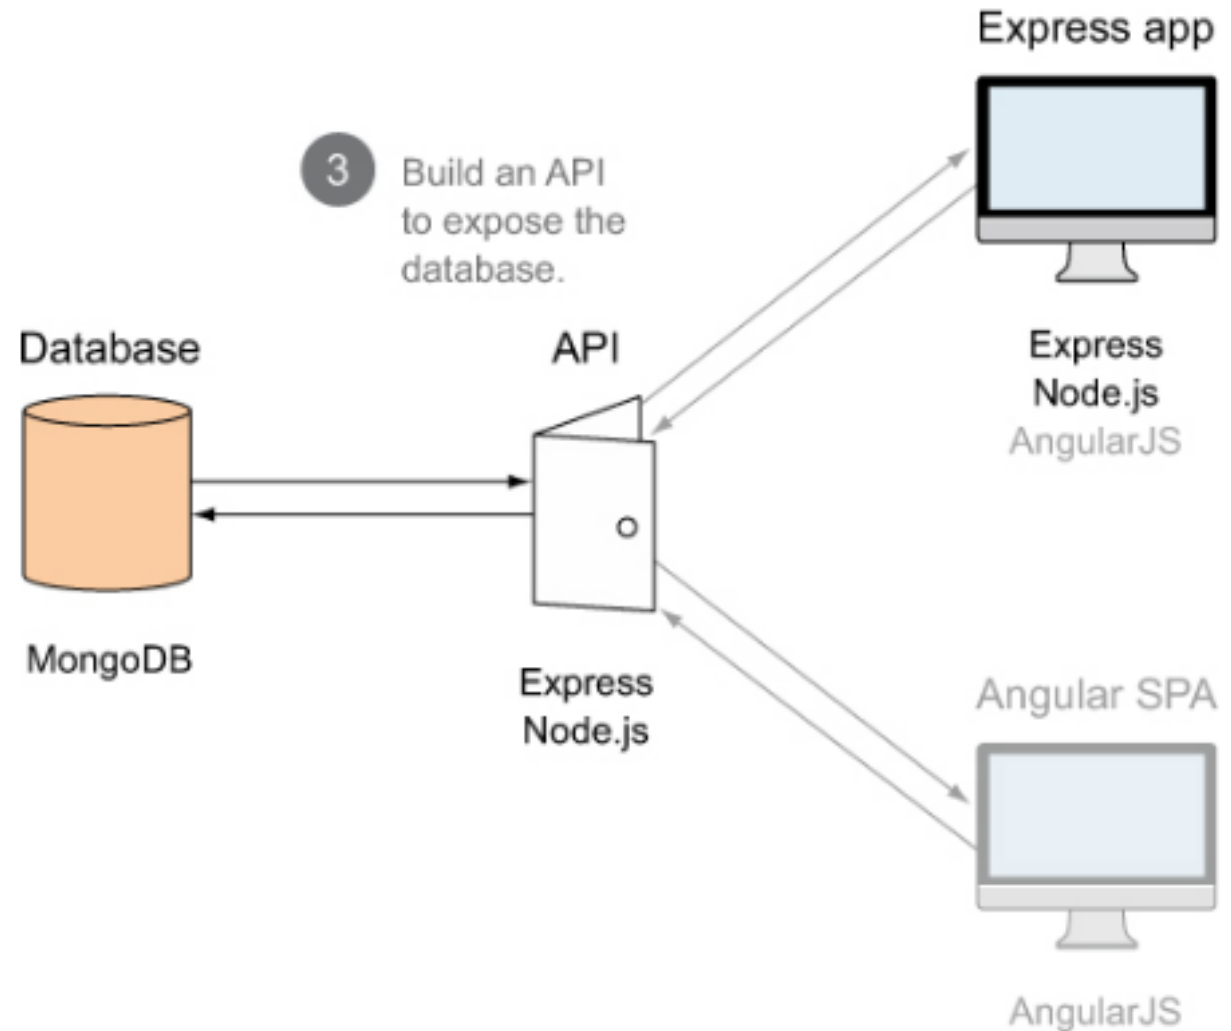 Express app
3
Build an API
to expose the
database.
Database
API
Express
Node.js
AngularJS
MongoDB
Express
Node.js
Angular SPA
AngularJS